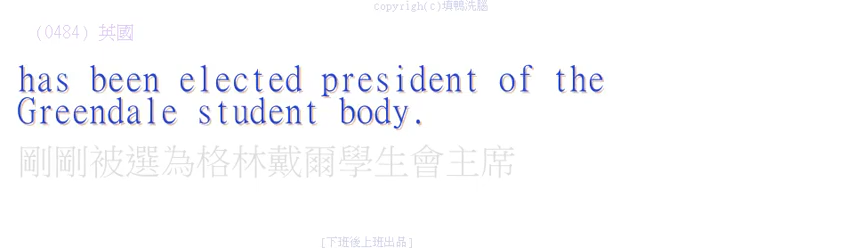 copyrigh(c)填鴨洗腦
(0484) 英國
has been elected president of the
Greendale student body.
剛剛被選為格林戴爾學生會主席
[下班後上班出品]